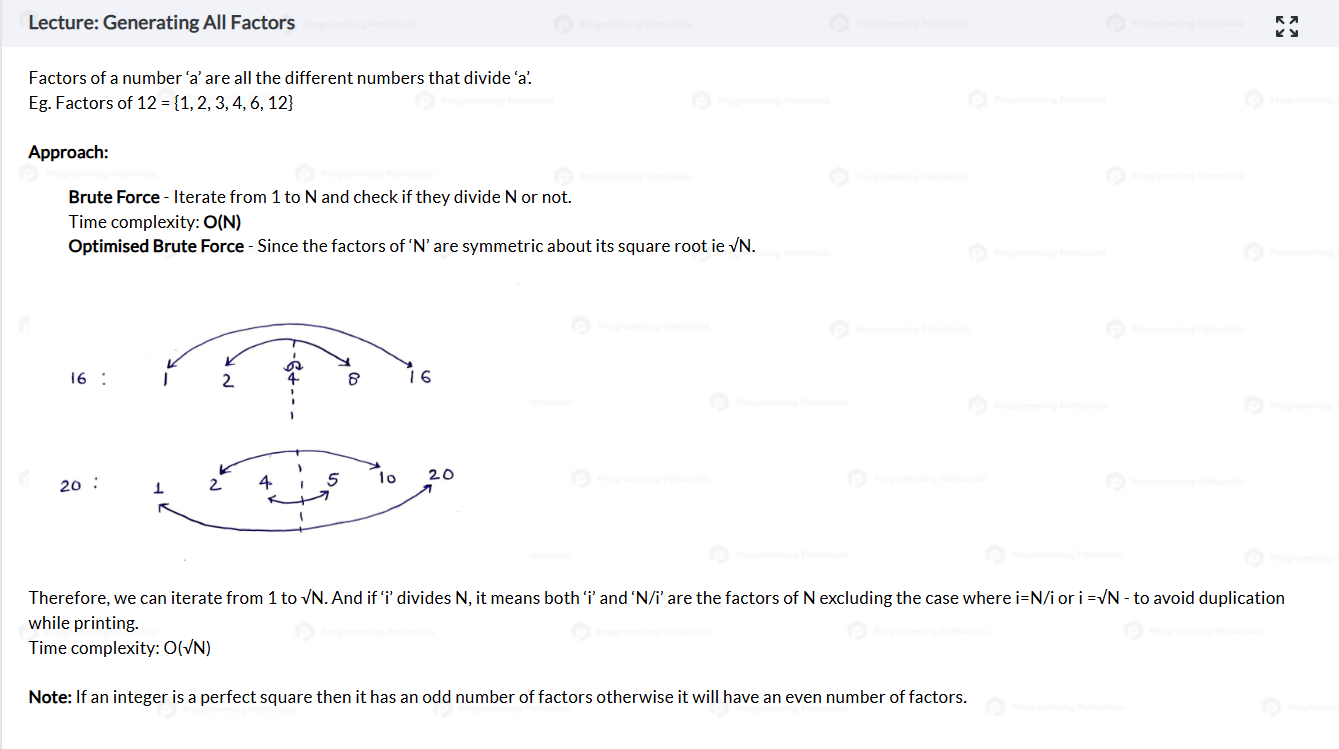 Lecture: Generating All Factors
Factors of a number ‘a’ are all the different numbers that divide ‘a’.
Eg. Factors of 12 = {1, 2, 3, 4, 6, 12}
Approach:
Brute Force - Iterate from 1 to N and check if they divide N or not.
Time complexity: O(N)
Optimised Brute Force - Since the factors of ‘N’ are symmetric about its square root ie √N.
16 : 1 2 4 8 16
20 : 1 2 4 5 10 20
Therefore, we can iterate from 1 to √N. And if ‘i’ divides N, it means both ‘i’ and ‘N/i’ are the factors of N excluding the case where i=N/i or i =√N - to avoid duplication
while printing.
Time complexity: O(√N)
Note: If an integer is a perfect square then it has an odd number of factors otherwise it will have an even number of factors.